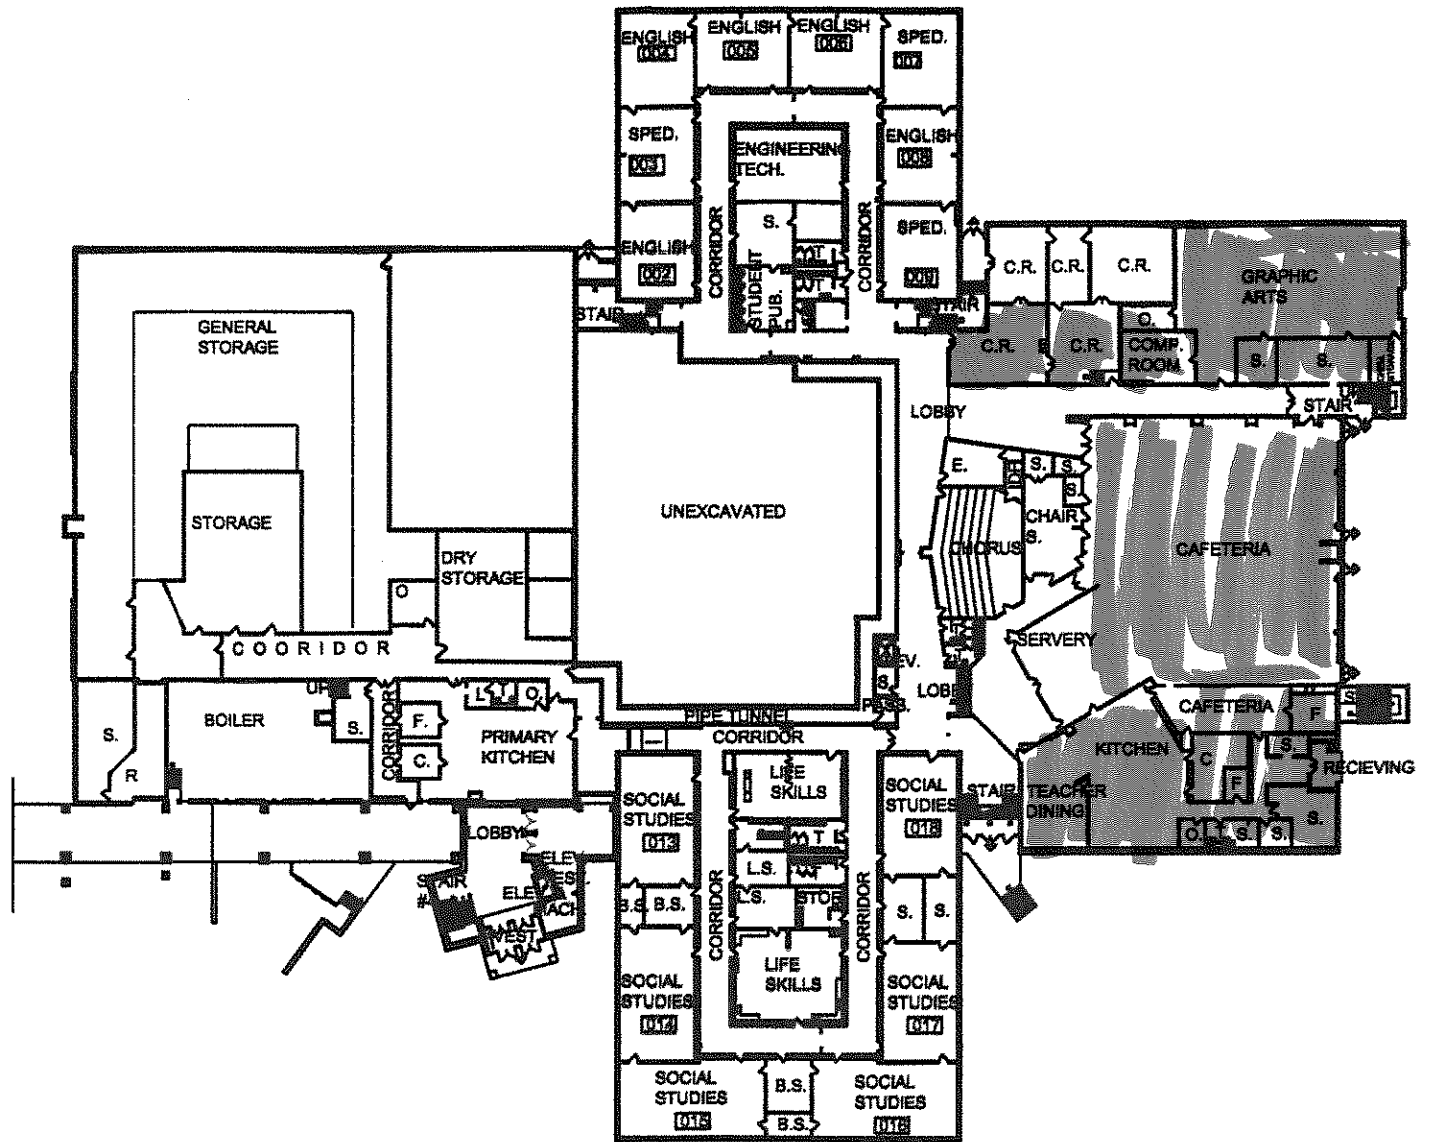 ENGLISH
004
ENGLISH
005
ENGLISH
006
SPED.
007
SPED.
003
ENGINEERING
TECH.
ENGLISH
008
ENGLISH
002
CORRIDOR
S.
T
T
STUDENT
PUB.
CORRIDOR
SPED.
009
STAIR
STAIR
C.R.
C.R.
C.R.
GRAPHIC
ARTS
C.R.
C.R.
O.
COMP.
ROOM
S.
S.
STAIR
GENERAL
STORAGE
STORAGE
DRY
STORAGE
O
COORIDOR
UNEXCAVATED
LOBBY
E.
S.
S.
S.
CHAIR
S.
CHORUS
CAFETERIA
SERVERY
S.
R
BOILER
UP
S.
CORRIDOR
F.
C.
L
T
O.
PRIMARY
KITCHEN
PIPE TUNNEL
CORRIDOR
S.
CAFETERIA
F
S
KITCHEN
C
F
S.
RECIEVING
TEACHER
DINING
O.
S.
S.
S.
STAIR
LOBBY
STAIR
VEST.
SOCIAL
STUDIES
013
B.S.
B.S.
CORRIDOR
LIFE
SKILLS
T
L.S.
T
L.S.
STOR
LIFE
SKILLS
CORRIDOR
SOCIAL
STUDIES
018
S.
S.
SOCIAL
STUDIES
014
SOCIAL
STUDIES
017
SOCIAL
STUDIES
015
B.S.
B.S.
SOCIAL
STUDIES
016